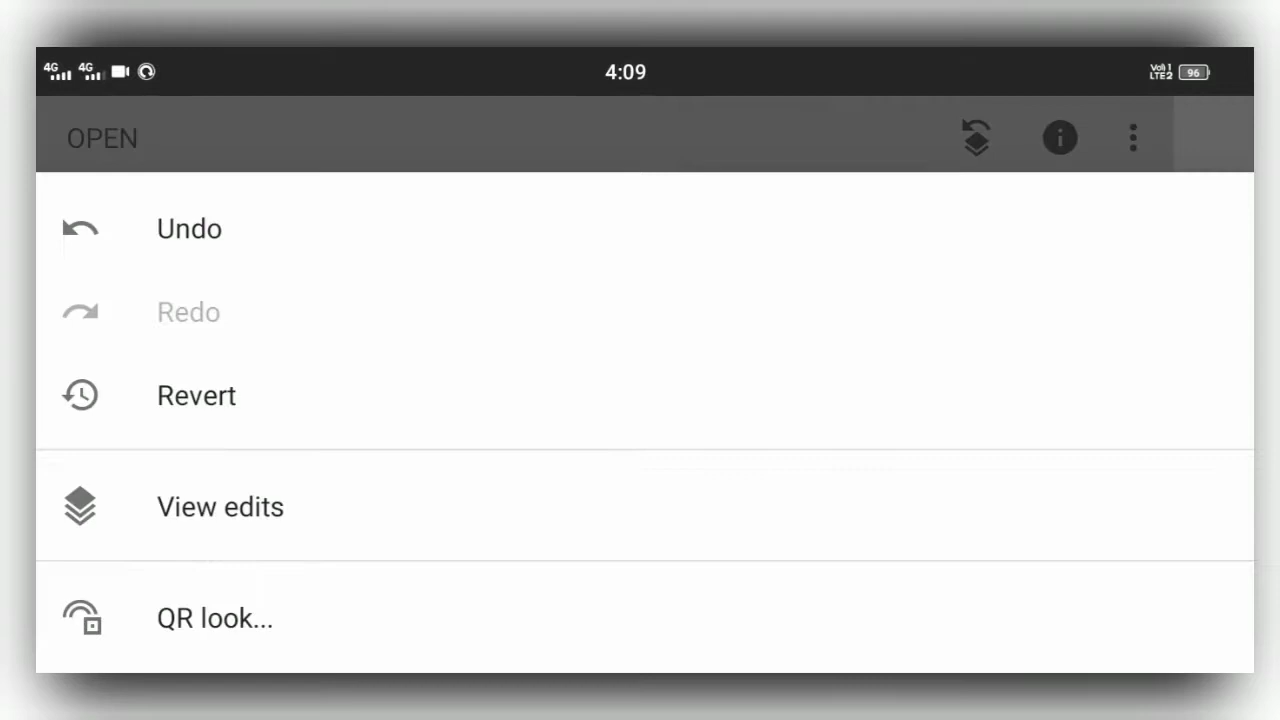 4G 4G 4:09 Vo) 1 LTE2 96
OPEN
Undo
Redo
Revert
View edits
QR look...